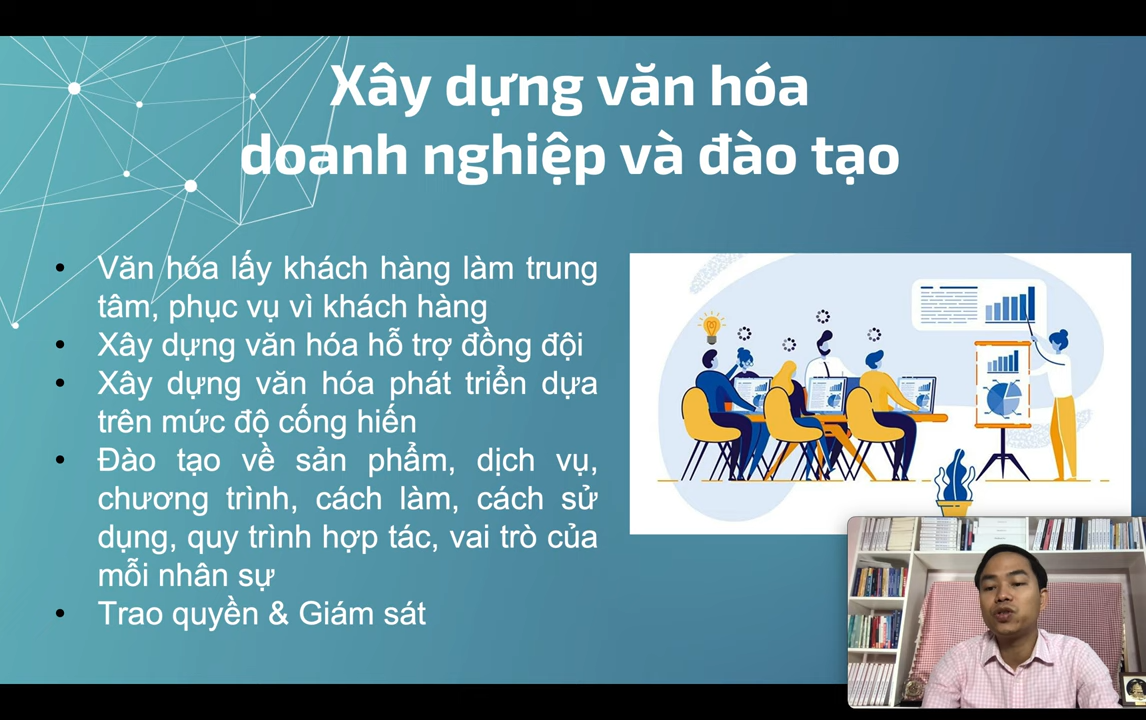 Xây dựng văn hóa
doanh nghiệp và đào tạo
• Văn hóa lấy khách hàng làm trung
tâm, phục vụ vì khách hàng
• Xây dựng văn hóa hỗ trợ đồng đội
• Xây dựng văn hóa phát triển dựa
trên mức độ cống hiến
• Đào tạo về sản phẩm, dịch vụ,
chương trình, cách làm, cách sử
dụng, quy trình hợp tác, vai trò của
mỗi nhân sự
• Trao quyền & Giám sát